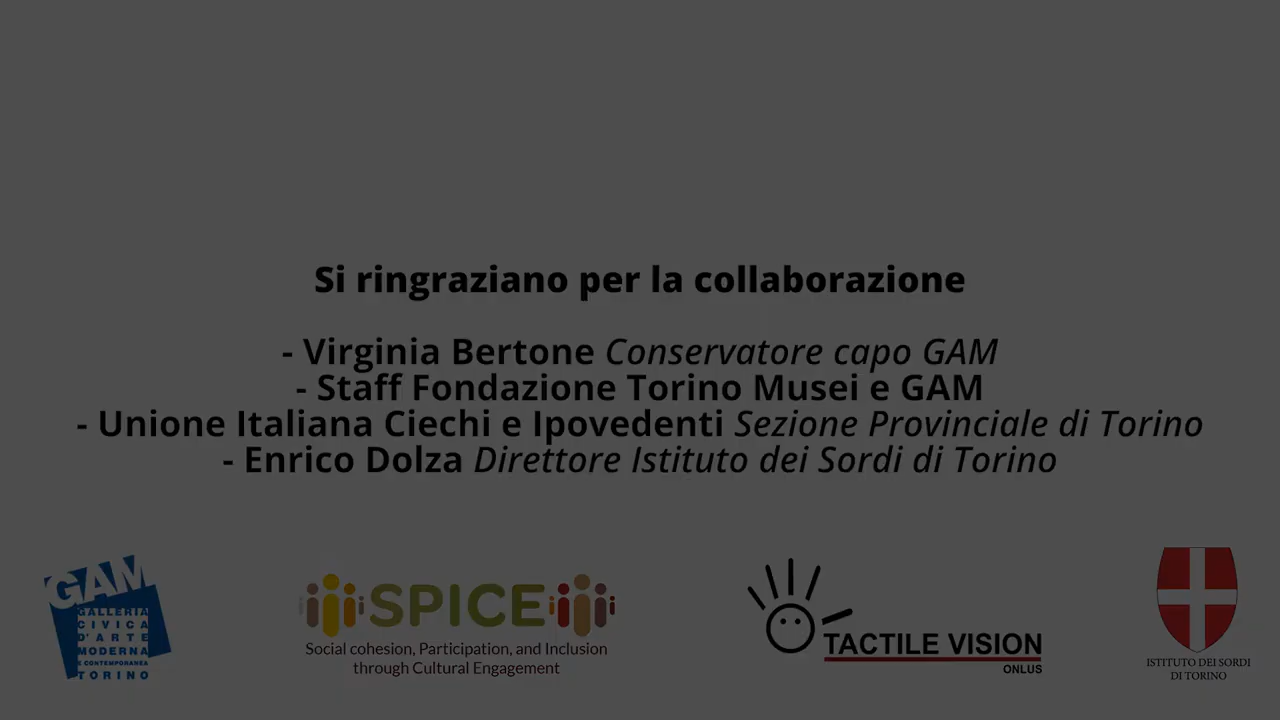 Si ringraziano per la collaborazione
- Virginia Bertone Conservatore capo GAM
- Staff Fondazione Torino Musei e GAM
- Unione Italiana Ciechi e Ipovedenti Sezione Provinciale di Torino
- Enrico Dolza Direttore Istituto dei Sordi di Torino
GAM
GALLERIA
CIVICA
D'ARTE
MODERNA
E CONTEMPORANEA
TORINO
SPICE
Social cohesion, Participation, and Inclusion
through Cultural Engagement
TACTILE VISION
ONLUS
ISTITUTO DEI SORDI
DI TORINO